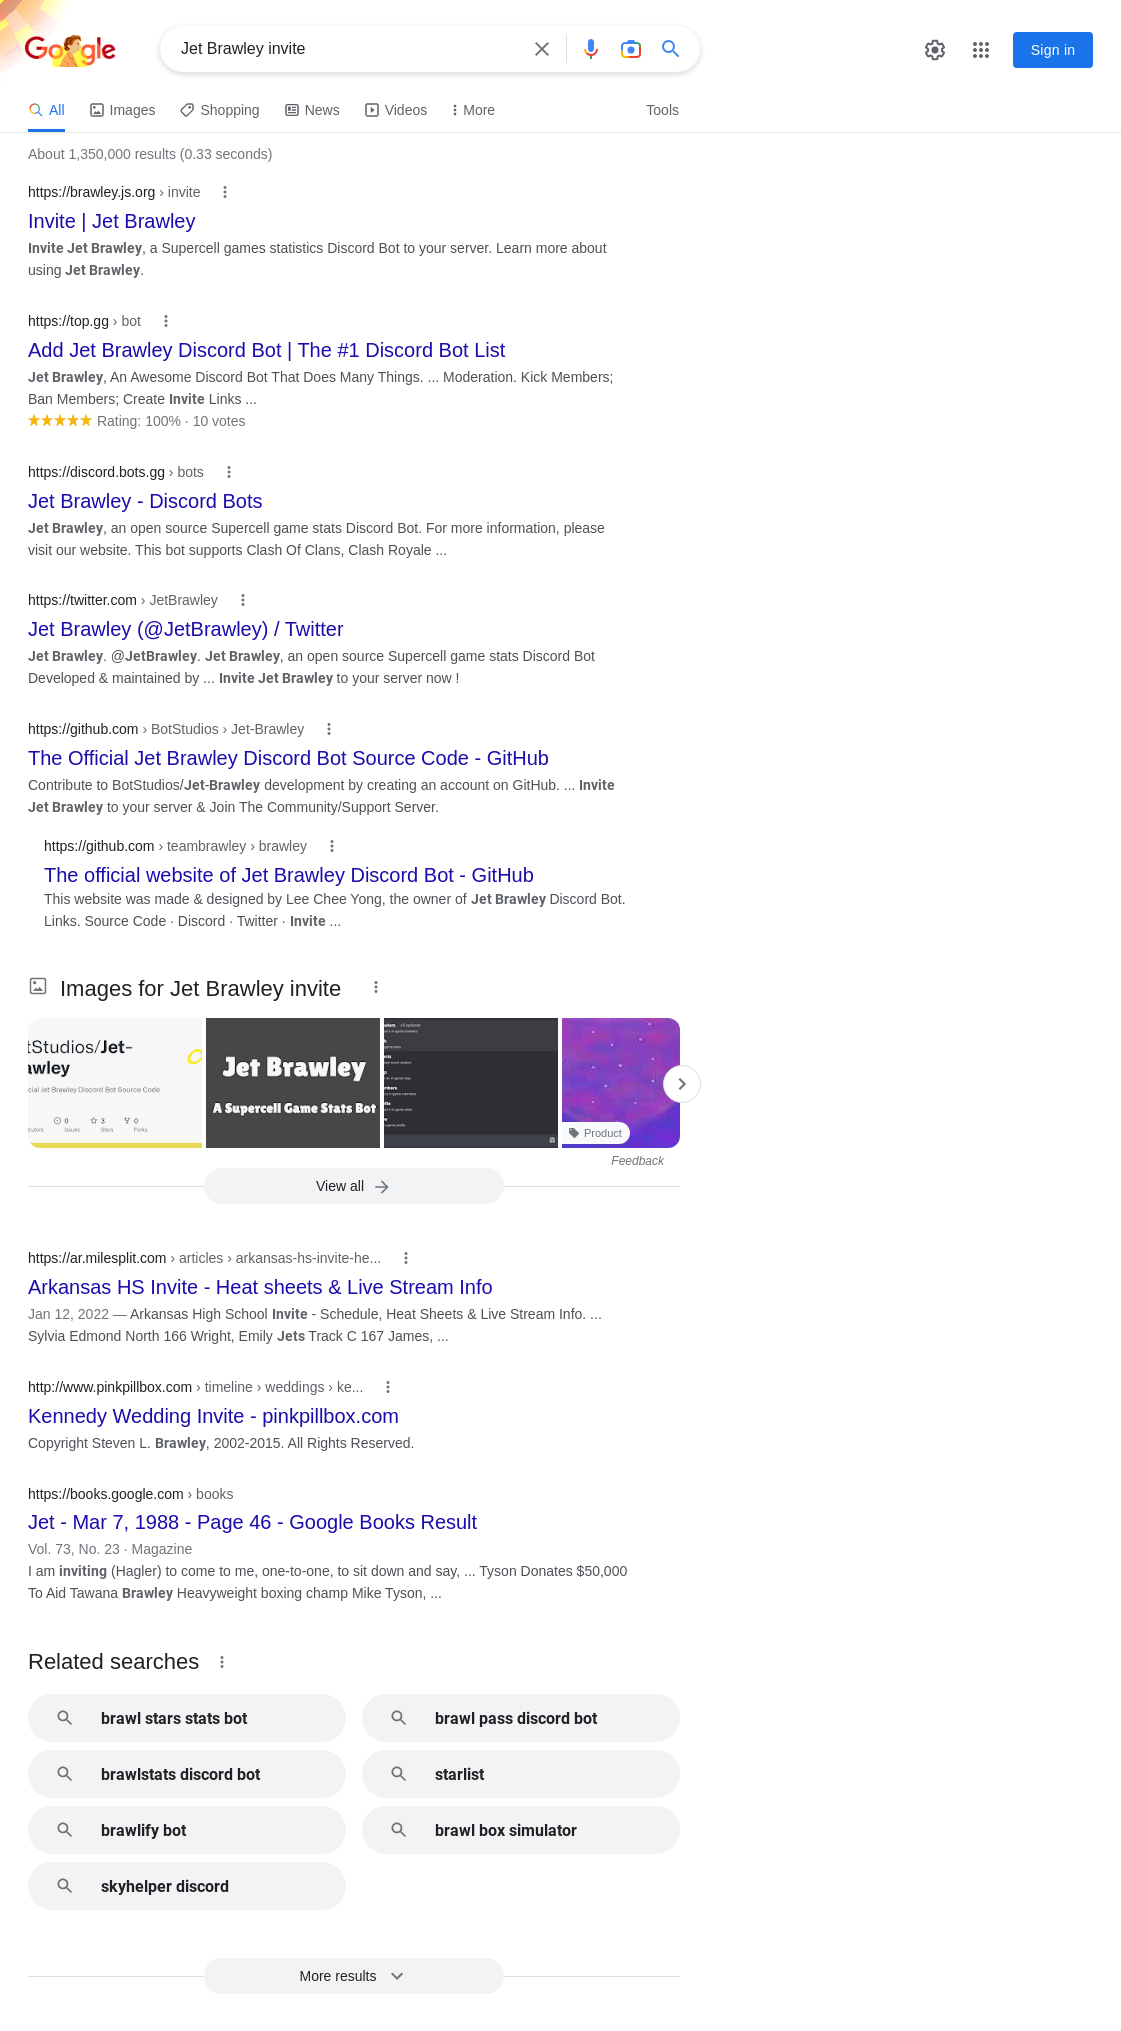 Google
Jet Brawley invite
Sign in
All
Images
Shopping
News
Videos
More
Tools
About 1,350,000 results (0.33 seconds)
https://brawley.js.org › invite
Invite | Jet Brawley
Invite Jet Brawley, a Supercell games statistics Discord Bot to your server. Learn more about
using Jet Brawley.
https://top.gg › bot
Add Jet Brawley Discord Bot | The #1 Discord Bot List
Jet Brawley, An Awesome Discord Bot That Does Many Things. ... Moderation. Kick Members;
Ban Members; Create Invite Links ...
Rating: 100% · 10 votes
https://discord.bots.gg › bots
Jet Brawley - Discord Bots
Jet Brawley, an open source Supercell game stats Discord Bot. For more information, please
visit our website. This bot supports Clash Of Clans, Clash Royale ...
https://twitter.com › JetBrawley
Jet Brawley (@JetBrawley) / Twitter
Jet Brawley. @JetBrawley. Jet Brawley, an open source Supercell game stats Discord Bot
Developed & maintained by ... Invite Jet Brawley to your server now !
https://github.com › BotStudios › Jet-Brawley
The Official Jet Brawley Discord Bot Source Code - GitHub
Contribute to BotStudios/Jet-Brawley development by creating an account on GitHub. ... Invite
Jet Brawley to your server & Join The Community/Support Server.
https://github.com › teambrawley › brawley
The official website of Jet Brawley Discord Bot - GitHub
This website was made & designed by Lee Chee Yong, the owner of Jet Brawley Discord Bot.
Links. Source Code · Discord · Twitter · Invite ...
Images for Jet Brawley invite
tStudios/Jet-
awley
cial Jet Brawley Discord Bot Source Code
0
3
0
Issues
Stars
Forks
Jet Brawley
A Supercell Game Stats Bot
Product
Feedback
View all
https://ar.milesplit.com › articles › arkansas-hs-invite-he...
Arkansas HS Invite - Heat sheets & Live Stream Info
Jan 12, 2022 — Arkansas High School Invite - Schedule, Heat Sheets & Live Stream Info. ...
Sylvia Edmond North 166 Wright, Emily Jets Track C 167 James, ...
http://www.pinkpillbox.com › timeline › weddings › ke...
Kennedy Wedding Invite - pinkpillbox.com
Copyright Steven L. Brawley, 2002-2015. All Rights Reserved.
https://books.google.com › books
Jet - Mar 7, 1988 - Page 46 - Google Books Result
Vol. 73, No. 23 · Magazine
I am inviting (Hagler) to come to me, one-to-one, to sit down and say, ... Tyson Donates $50,000
To Aid Tawana Brawley Heavyweight boxing champ Mike Tyson, ...
Related searches
brawl stars stats bot
brawl pass discord bot
brawlstats discord bot
starlist
brawlify bot
brawl box simulator
skyhelper discord
More results